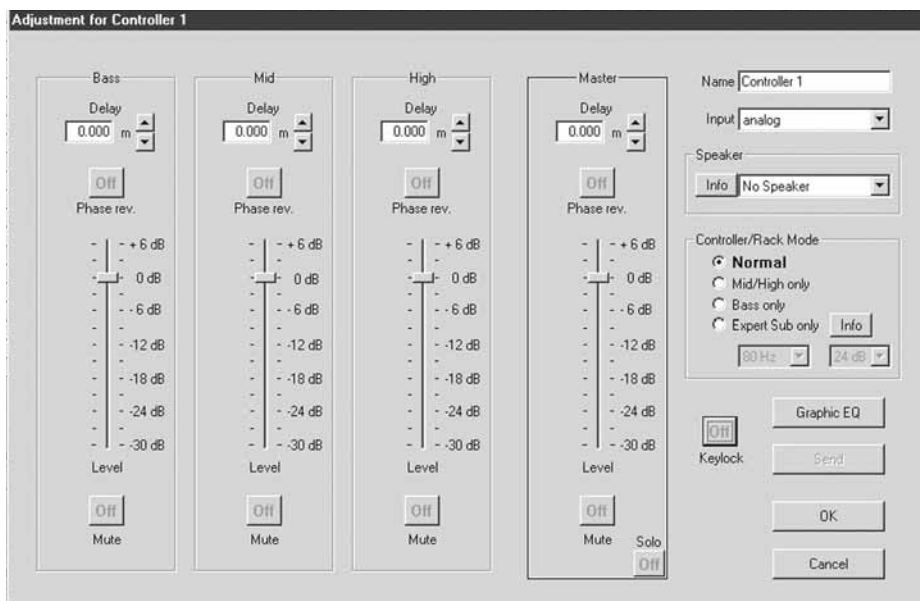 Adjustment for Controller 1
Bass
Delay
0.000 m
Off
Phase rev.
+ 6 dB
0 dB
- 6 dB
-12 dB
-18 dB
-24 dB
-30 dB
Level
Off
Mute
Mid
Delay
0.000 m
Off
Phase rev.
+ 6 dB
0 dB
- 6 dB
-12 dB
-18 dB
-24 dB
-30 dB
Level
Off
Mute
High
Delay
0.000 m
Off
Phase rev.
+ 6 dB
0 dB
- 6 dB
-12 dB
-18 dB
-24 dB
-30 dB
Level
Off
Mute
Master
Delay
0.000 m
Off
Phase rev.
+ 6 dB
0 dB
- 6 dB
-12 dB
-18 dB
-24 dB
-30 dB
Level
Off
Mute
Solo
Off
Name Controller 1
Input analog
Speaker
Info No Speaker
Controller/Rack Mode
Normal
Mid/High only
Bass only
Expert Sub only Info
80 Hz 24 dB
Off
Keylock
Graphic EQ
Send
OK
Cancel